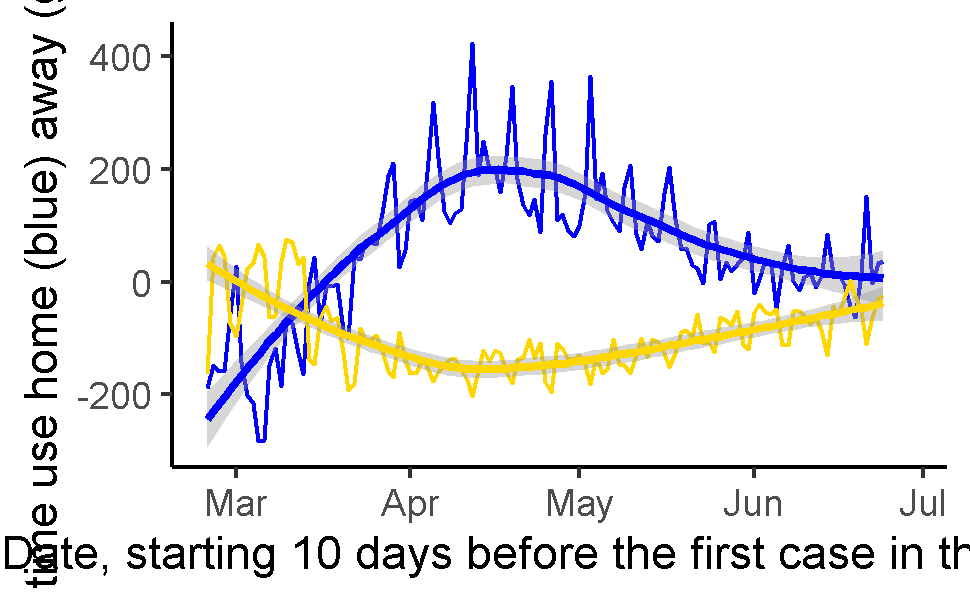 time use home (blue) away (
400
200
0
-200
Mar Apr May Jun Jul
Date, starting 10 days before the first case in th